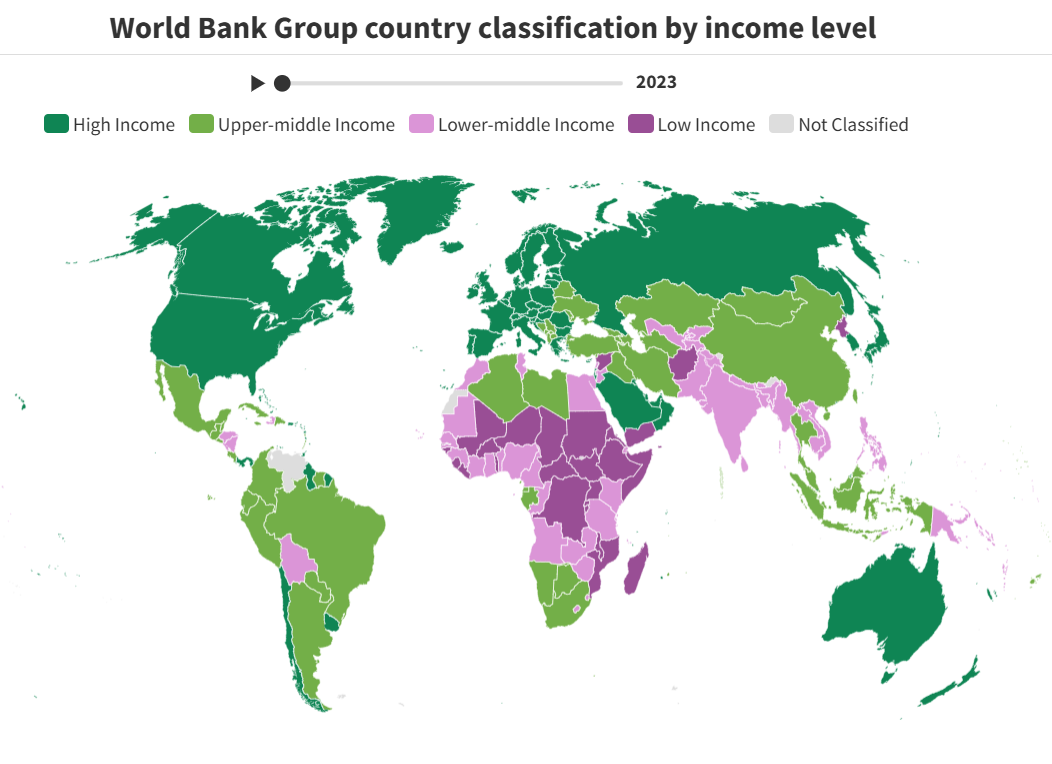 World Bank Group country classification by income level
2023
High Income Upper-middle Income Lower-middle Income Low Income Not Classified